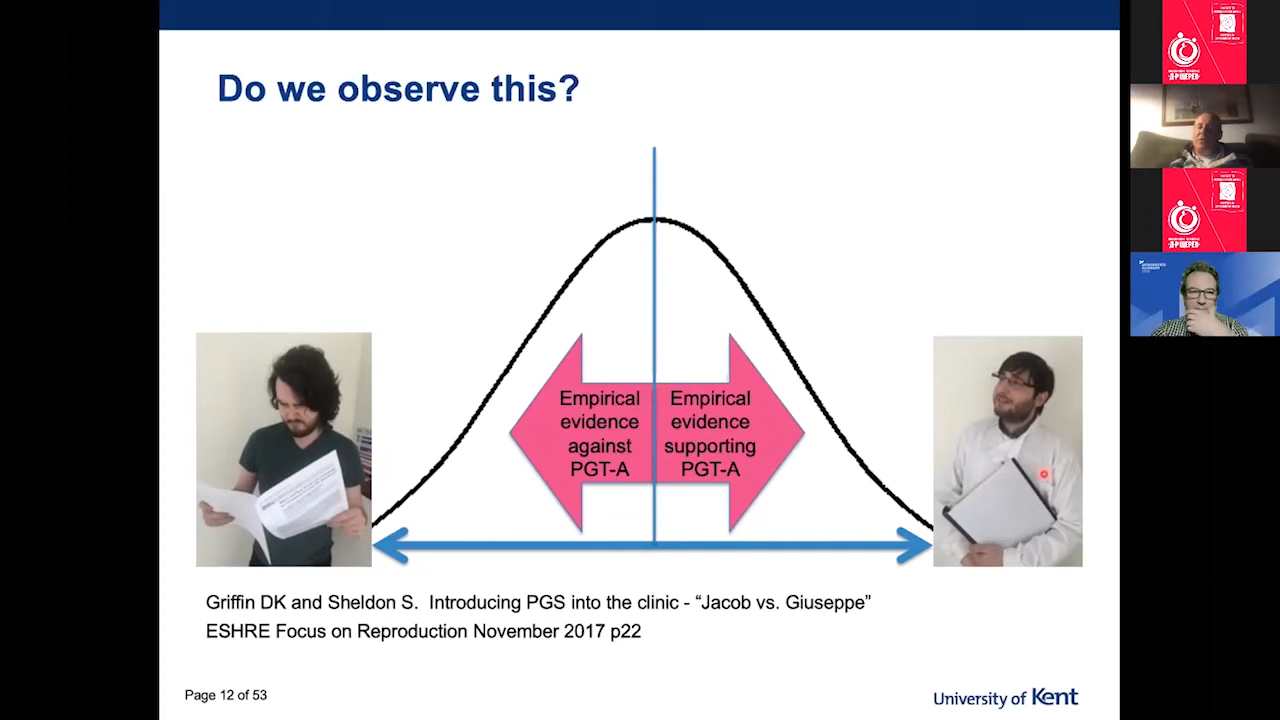 Do we observe this?
Empirical
evidence
against
PGT-A
Empirical
evidence
supporting
PGT-A
Griffin DK and Sheldon S.  Introducing PGS into the clinic - “Jacob vs. Giuseppe”
ESHRE Focus on Reproduction November 2017 p22
Page 12 of 53
University of Kent
Д-Р ЩЕРЕВ
Д-Р ЩЕРЕВ